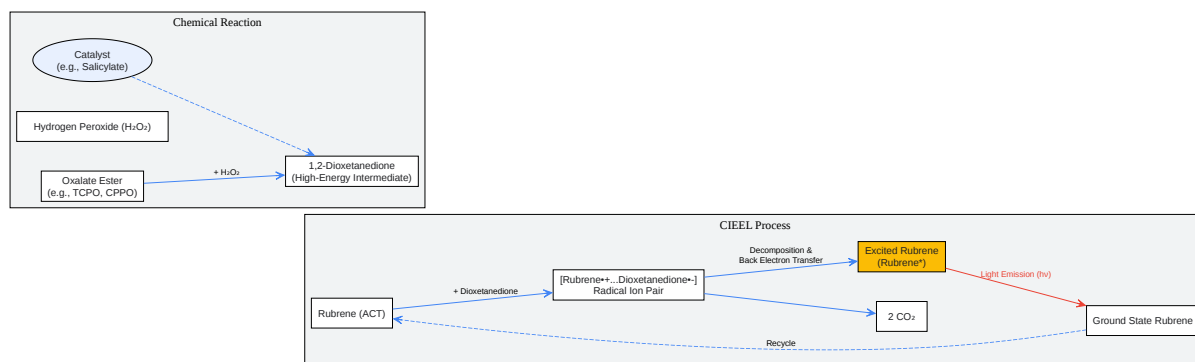 Chemical Reaction
Catalyst
(e.g., Salicylate)
Hydrogen Peroxide (H₂O₂)
Oxalate Ester
(e.g., TCPO, CPPO)
+ H₂O₂
1,2-Dioxetanedione
(High-Energy Intermediate)
CIEEL Process
Rubrene (ACT)
+ Dioxetanedione
[Rubrene•+...Dioxetanedione•-]
Radical Ion Pair
Decomposition &
Back Electron Transfer
Excited Rubrene
(Rubrene*)
2 CO₂
Light Emission (hν)
Ground State Rubrene
Recycle